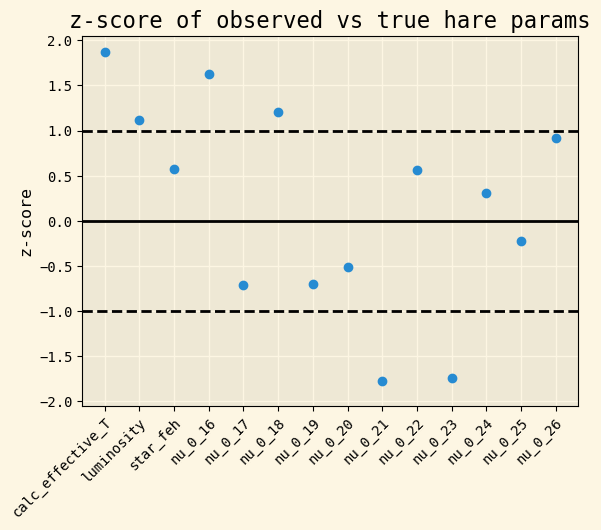 z-score of observed vs true hare params
2.0
1.5
1.0
0.5
0.0
−0.5
−1.0
−1.5
−2.0
z-score
calc_effective_T
luminosity
star_feh
nu_0_16
nu_0_17
nu_0_18
nu_0_19
nu_0_20
nu_0_21
nu_0_22
nu_0_23
nu_0_24
nu_0_25
nu_0_26